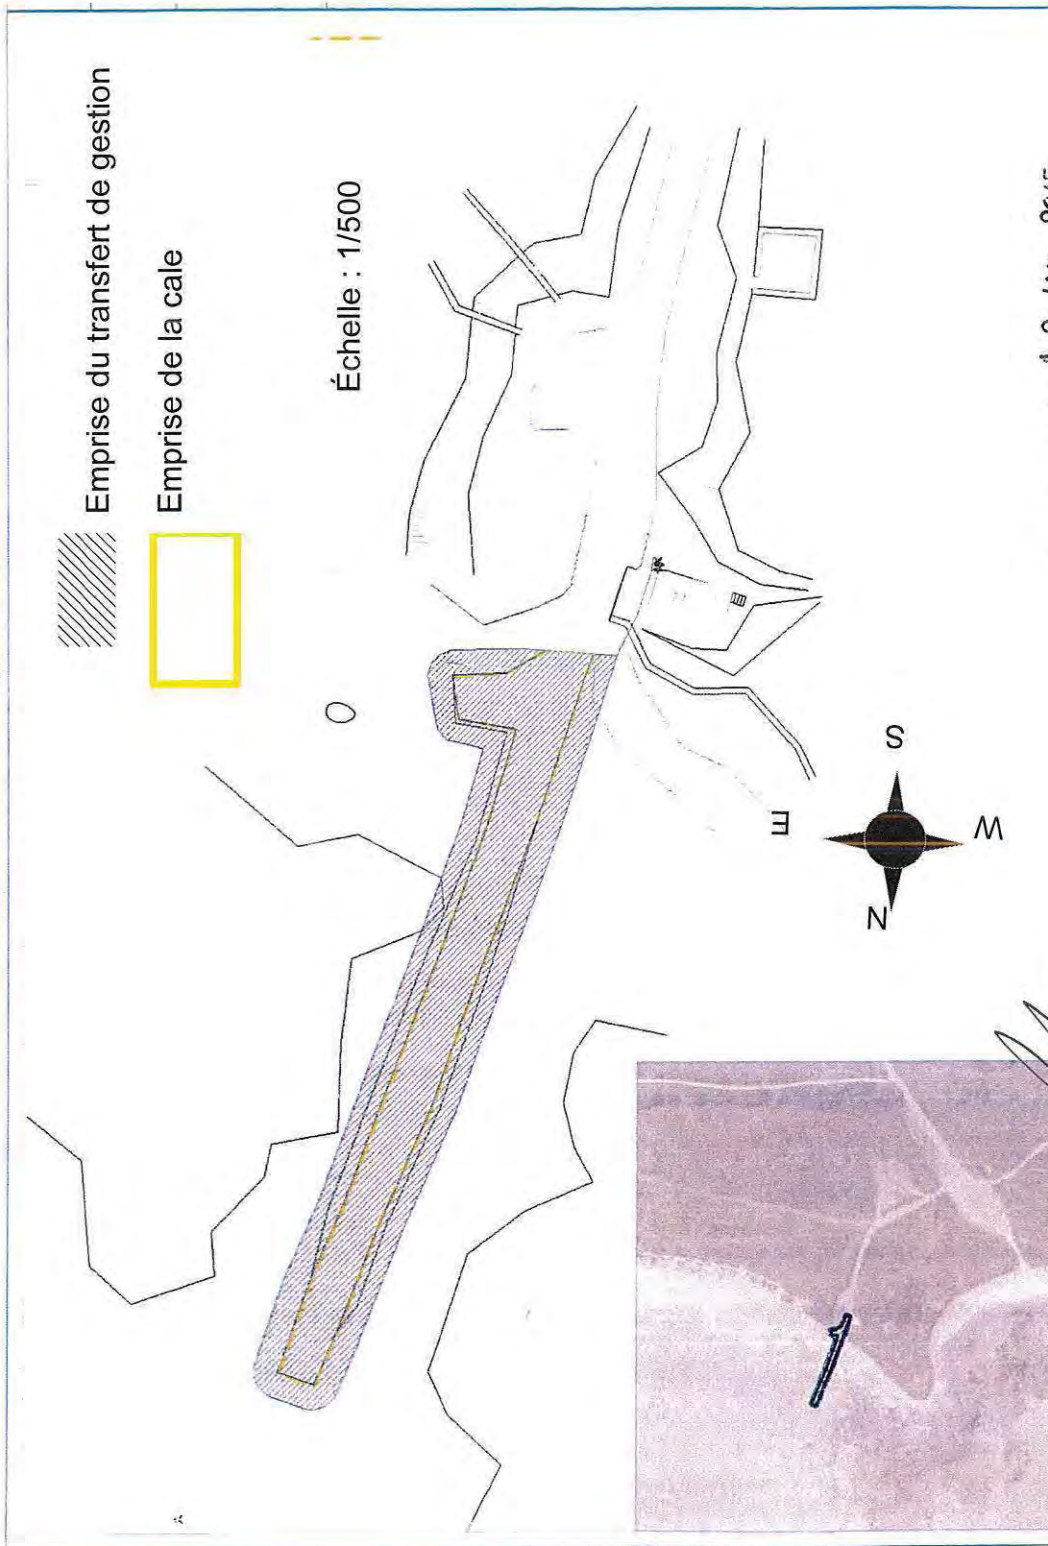 Emprise du transfert de gestion
Emprise de la cale
Échelle : 1/500
S
E
W
N